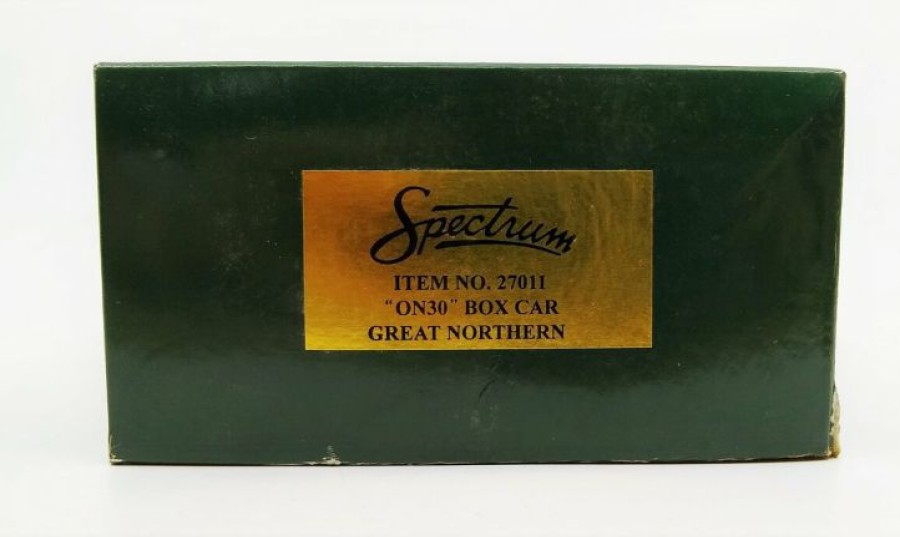 Spectrum
ITEM NO. 27011
"ON30" BOX CAR
GREAT NORTHERN